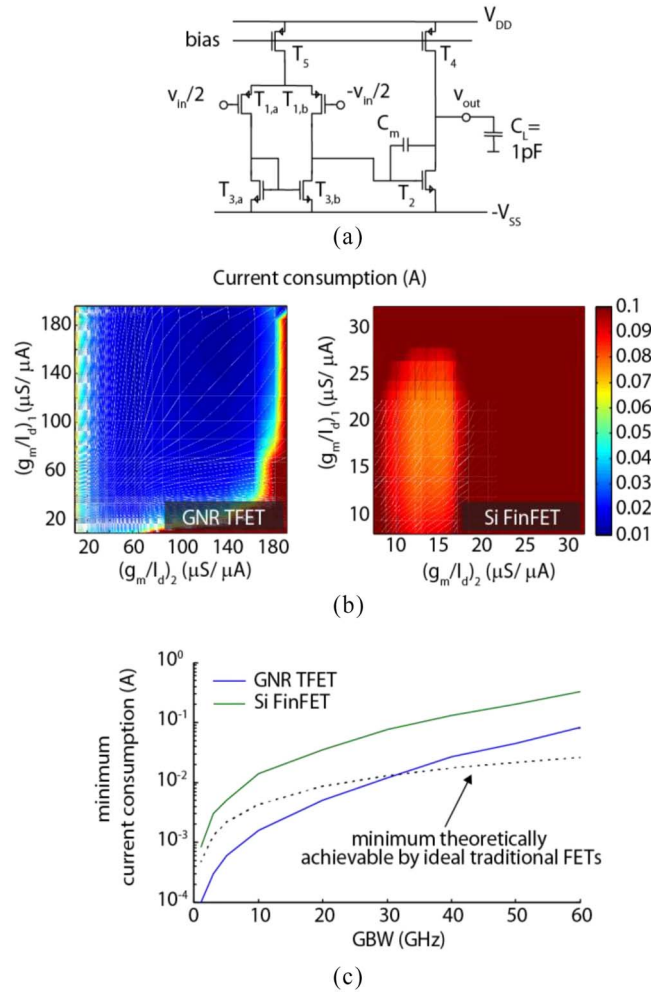 V_DD
bias
T_5
T_4
v_in/2
-v_in/2
T_1,a
T_1,b
v_out
C_m
C_L=
1pF
T_3,a
T_3,b
T_2
-V_SS
(a)
Current consumption (A)
(g_m/I_d)_1 (μS/ μA)
180
140
100
60
20
GNR TFET
20
60
100
140
180
(g_m/I_d)_2 (μS/ μA)
(g_m/I_d)_1 (μS/ μA)
30
25
20
15
10
Si FinFET
10
15
20
25
30
(g_m/I_d)_2 (μS/ μA)
0.1
0.09
0.08
0.07
0.06
0.05
0.04
0.03
0.02
0.01
(b)
minimum
current consumption (A)
10^0
10^-1
10^-2
10^-3
10^-4
GNR TFET
Si FinFET
minimum theoretically
achievable by ideal traditional FETs
0
10
20
30
40
50
60
GBW (GHz)
(c)